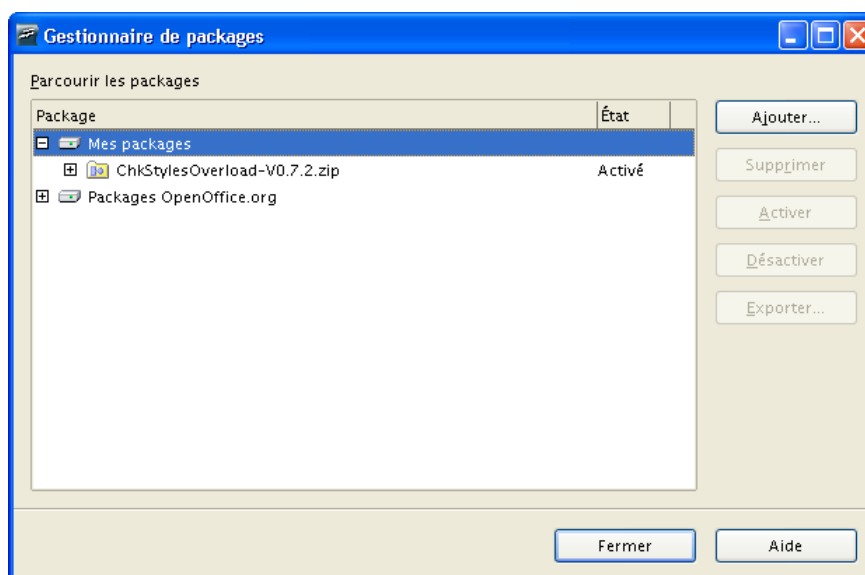 Gestionnaire de packages
Parcourir les packages
Package État
Mes packages
ChkStylesOverload-V0.7.2.zip Activé
Packages OpenOffice.org
Ajouter...
Supprimer
Activer
Désactiver
Exporter...
Fermer Aide